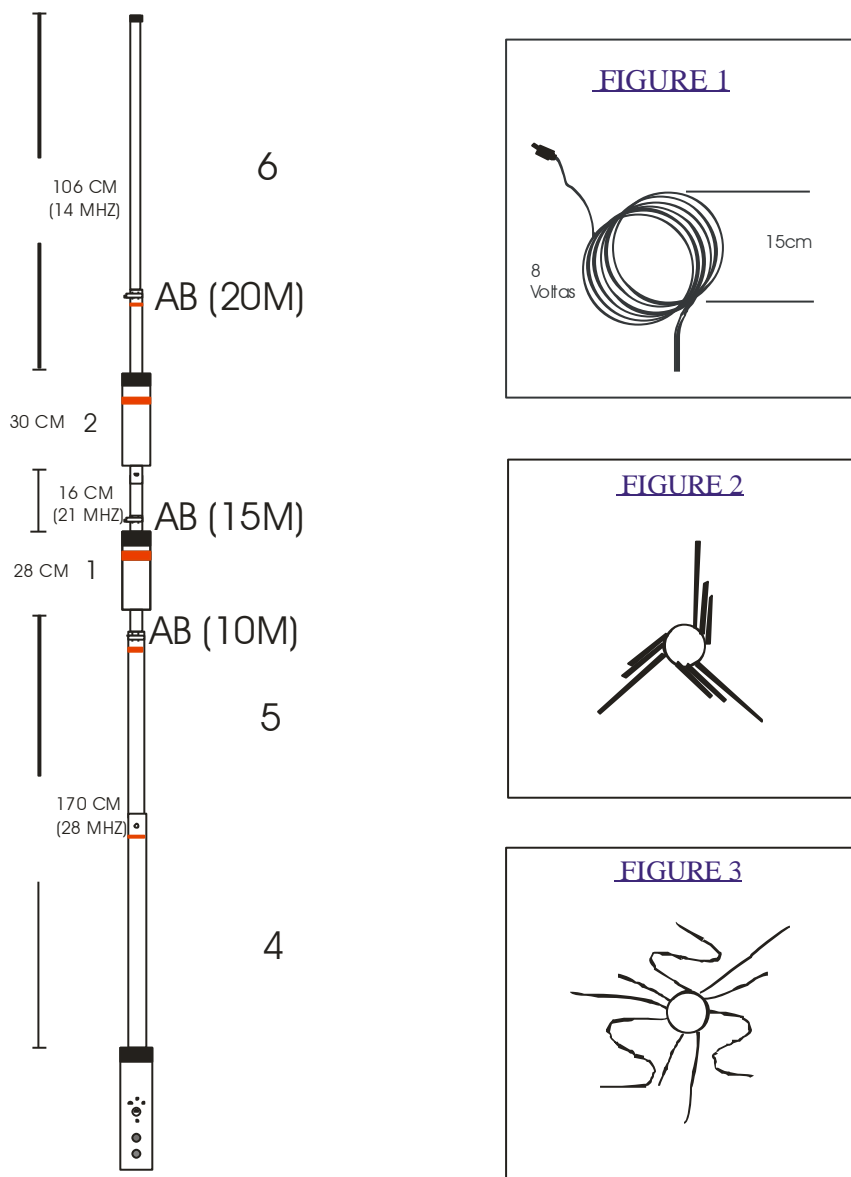 6
106 CM
(14 MHZ)
AB (20M)
30 CM 2
16 CM
(21 MHZ)
AB (15M)
28 CM 1
AB (10M)
5
170 CM
(28 MHZ)
4
FIGURE 1
15cm
8
Voltas
FIGURE 2
FIGURE 3